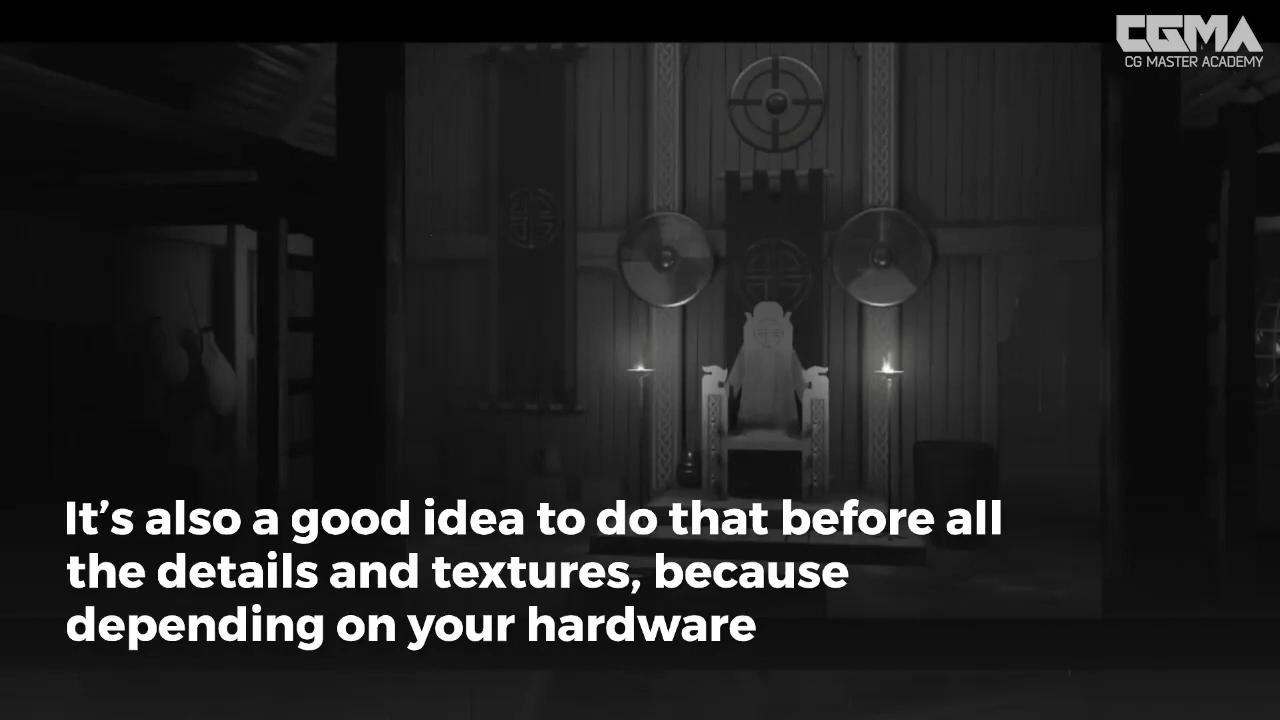 CGMA
CG MASTER ACADEMY
It’s also a good idea to do that before all
the details and textures, because
depending on your hardware